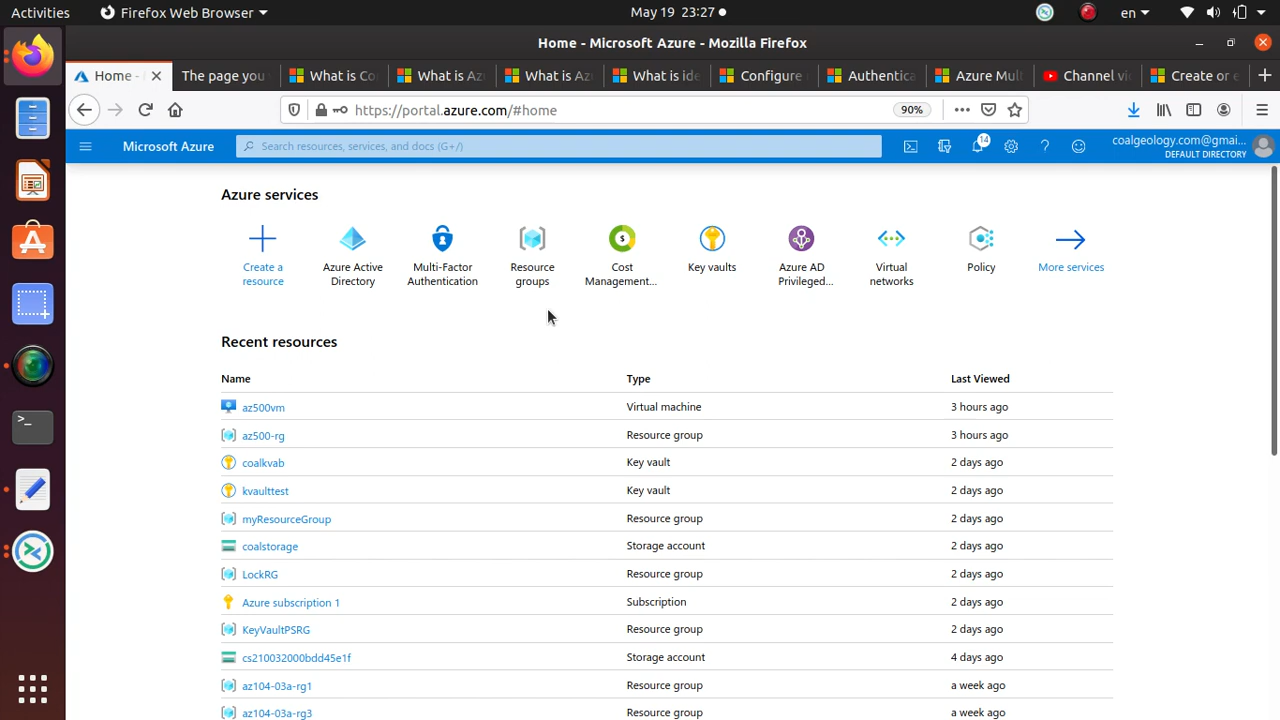 Activities
Firefox Web Browser
May 19 23:27
en
Home - Microsoft Azure - Mozilla Firefox
Home -
The page you
What is Co
What is Az
What is Az
What is ide
Configure
Authentica
Azure Mult
Channel vi
Create or e
https://portal.azure.com/#home
90%
Microsoft Azure
Search resources, services, and docs (G+/)
14
coalgeology.com@gmai...
DEFAULT DIRECTORY
Azure services
Create a
resource
Azure Active
Directory
Multi-Factor
Authentication
Resource
groups
Cost
Management...
Key vaults
Azure AD
Privileged...
Virtual
networks
Policy
More services
Recent resources
Name Type Last Viewed
az500vm Virtual machine 3 hours ago
az500-rg Resource group 3 hours ago
coalkvab Key vault 2 days ago
kvaulttest Key vault 2 days ago
myResourceGroup Resource group 2 days ago
coalstorage Storage account 2 days ago
LockRG Resource group 2 days ago
Azure subscription 1 Subscription 2 days ago
KeyVaultPSRG Resource group 2 days ago
cs210032000bdd45e1f Storage account 4 days ago
az104-03a-rg1 Resource group a week ago
az104-03a-rg3 Resource group a week ago